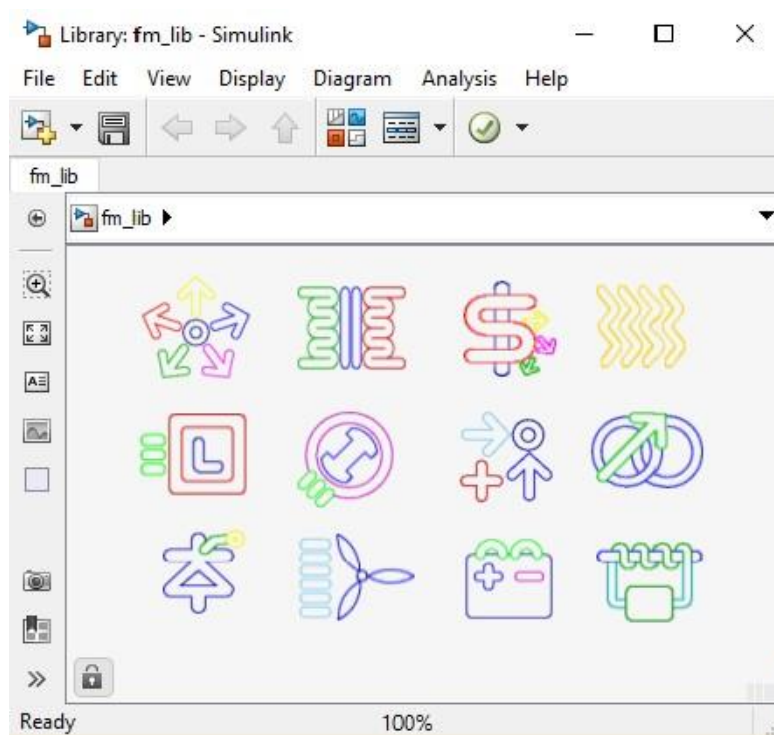 Library: fm_lib - Simulink
File Edit View Display Diagram Analysis Help
fm_lib
fm_lib
Ready 100%